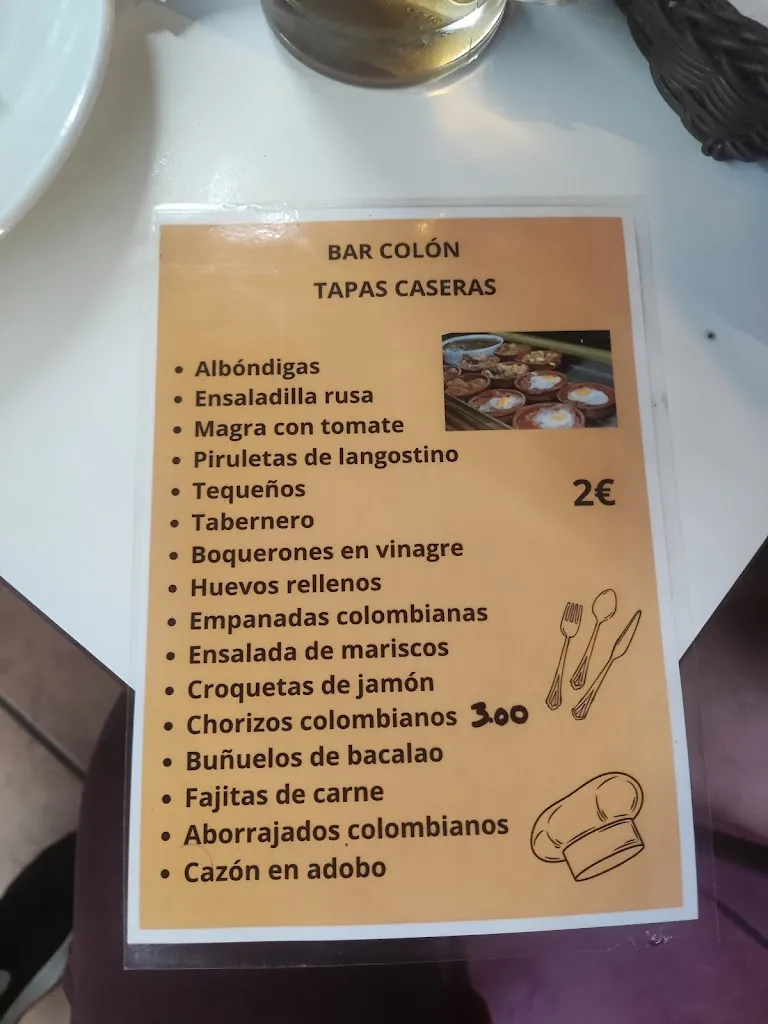 BAR COLÓN
TAPAS CASERAS
• Albóndigas
• Ensaladilla rusa
• Magra con tomate
• Piruletas de langostino
• Tequeños
2€
• Tabernero
• Boquerones en vinagre
• Huevos rellenos
• Empanadas colombianas
• Ensalada de mariscos
• Croquetas de jamón
• Chorizos colombianos 3.00
• Buñuelos de bacalao
• Fajitas de carne
• Aborrajados colombianos
• Cazón en adobo